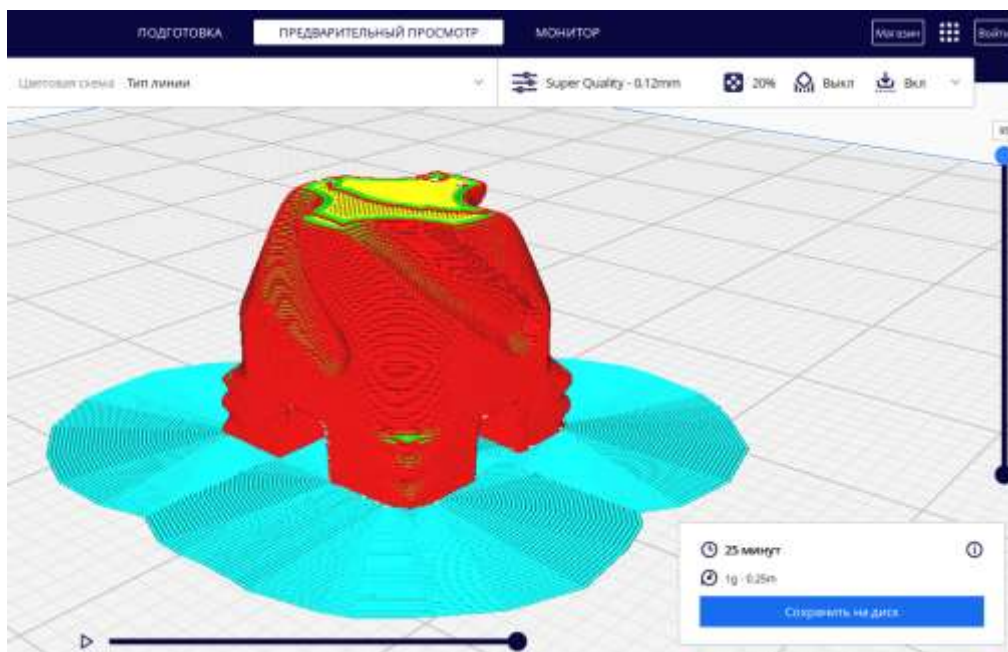 ПОДГОТОВКА ПРЕДВАРИТЕЛЬНЫЙ ПРОСМОТР МОНИТОР Магазин Войти
Цветовая схема Тип линии Super Quality - 0.12mm 20% Выкл Вкл
25 минут
1g · 0.25m
Сохранить на диск